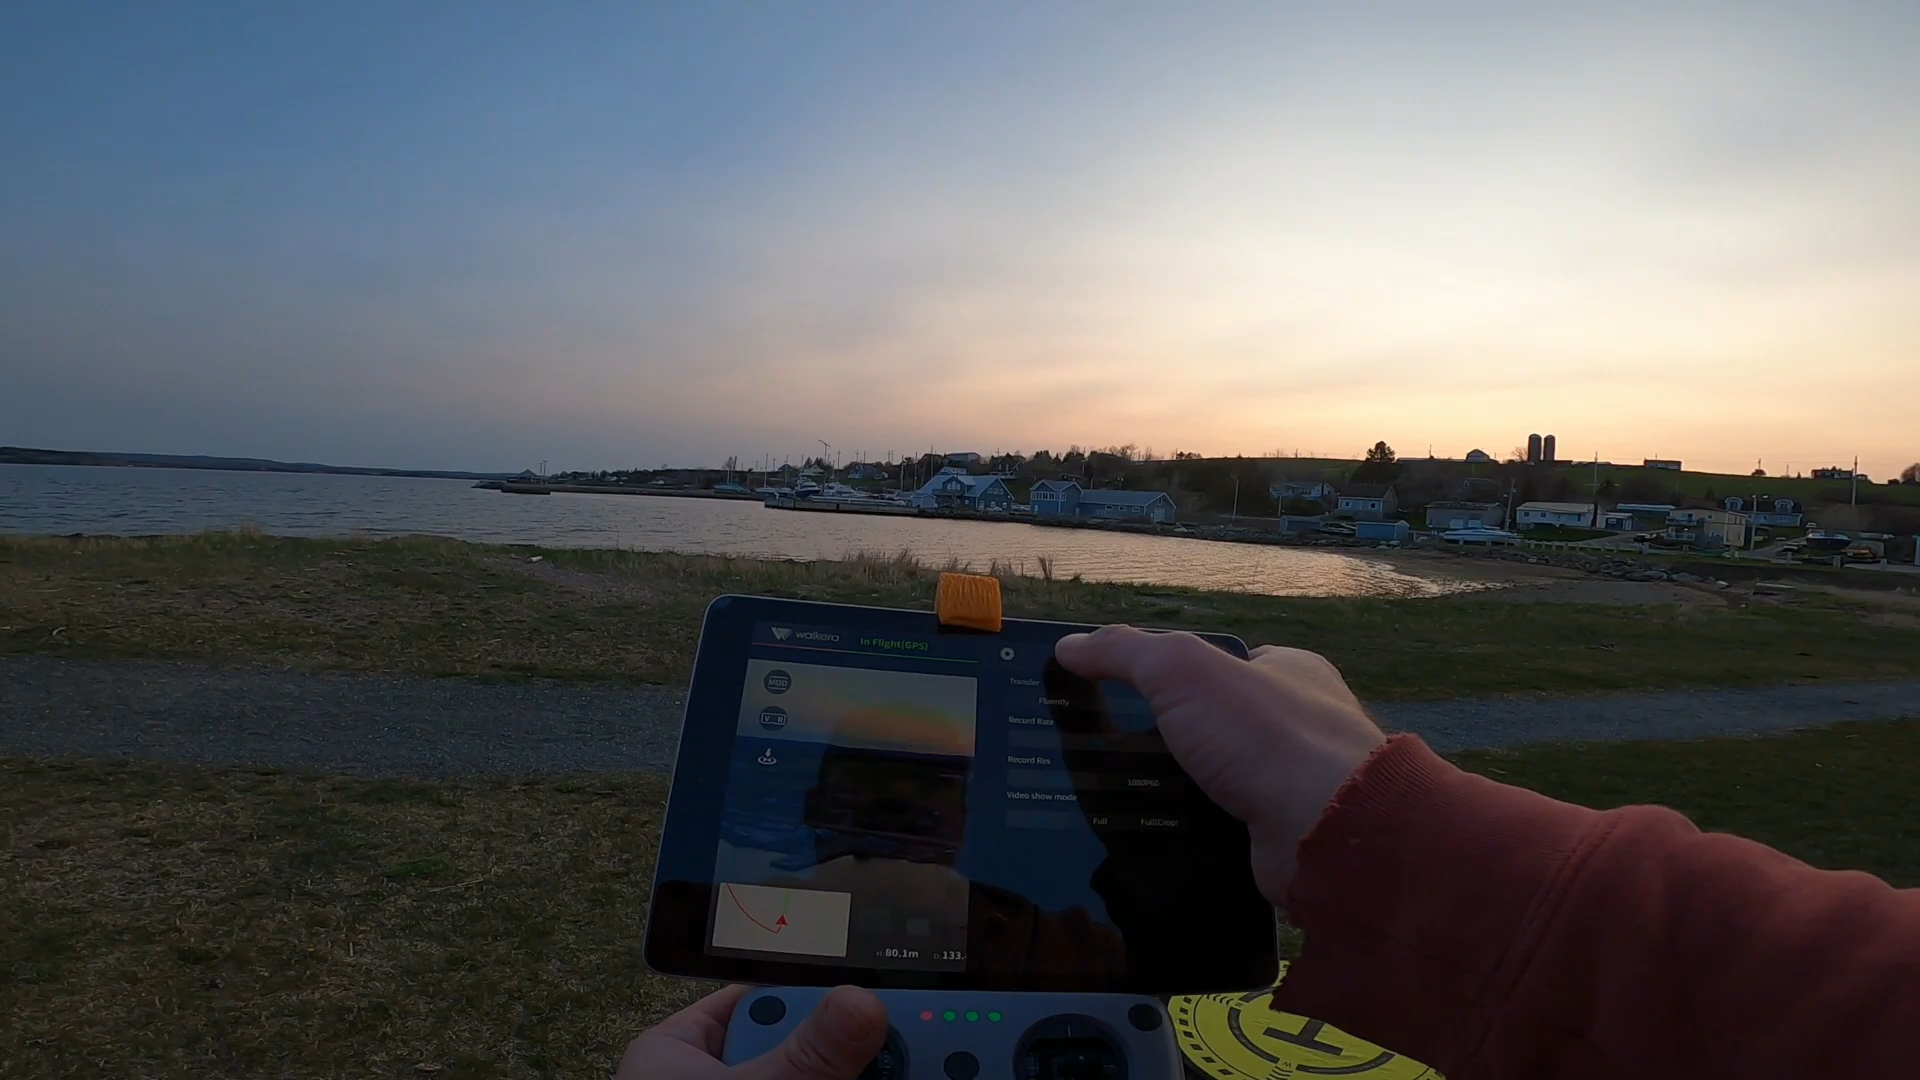 walkera In Flight(GPS)
MOD
V R
Transfer
Fluently
Record Rate
Record Res
1080P60
Video show mode
Full Full(Crop)
H: 80.1m D: 133.
H